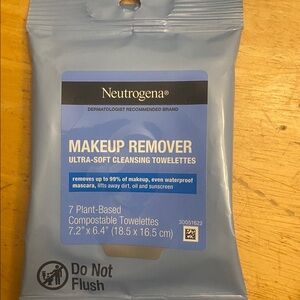 Neutrogena®
DERMATOLOGIST RECOMMENDED BRAND
MAKEUP REMOVER
ULTRA-SOFT CLEANSING TOWELETTES
removes up to 99% of makeup, even waterproof
mascara, lifts away dirt, oil and sunscreen
7 Plant-Based
Compostable Towelettes
7.2" x 6.4" (18.5 x 16.5 cm)
30051622
Do Not
Flush